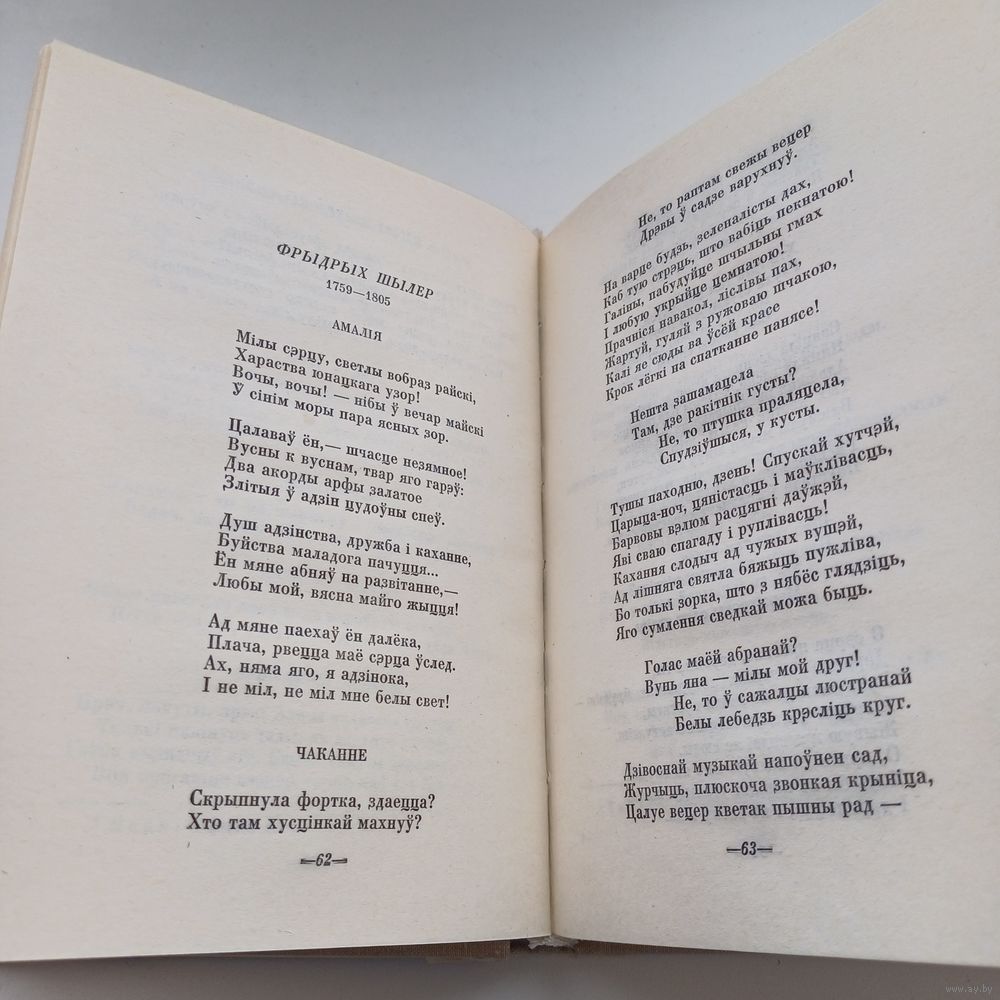 ФРЫДРЫХ ШЫЛЕР
1759—1805
АМАЛІЯ
Мілы сэрцу, светлы вобраз райскі,
Хараства юнацкага узор!
Вочы, вочы! — нібы ў вечар майскі
Ў сінім моры пара ясных зор.
Цалаваў ён,— шчасце незямное!
Вусны к вуснам, твар яго гарэў:
Два акорды арфы залатое
Злітыя ў адзін цудоўны спеў.
Душ адзінства, дружба і каханне,
Буйства маладога пачуцця...
Ён мяне абняў на развітанне,—
Любы мой, вясна майго жыцця!
Ад мяне паехаў ён далёка,
Плача, рвецца маё сэрца ўслед.
Ах, няма яго, я адзінока,
І не міл, не міл мне белы свет!
ЧАКАННЕ
Скрыпнула фортка, здаецца?
Хто там хусцінкай махнуў?
—62—
Не, то раптам свежы вецер
Дрэвы ў садзе варухнуў.
На варце будзь, зелепалісты дах,
Каб тую стрэць, што вабіць пекнатою!
Галіны, пабудуйце шчыльны гмах
І любую укрыйце цемнатою!
Прачніся навакол, ліслівы пах,
Жартуй, гуляй з ружоваю шчакою,
Калі яе сюды ва ўсёй красе
Крок лёгкі на спатканне панясе!
Нешта зашамацела
Там, дзе ракітнік густы?
Не, то птушка праляцела,
Спудзіўшыся, у кусты.
Тушы паходню, дзень! Спускай хутчэй,
Царыца-ноч, цяністасць і маўклівасць,
Барвовы вэлюм расцягні даўжэй,
Яві сваю спагаду і руплівасць!
Кахання слодыч ад чужых вушэй,
Ад лішняга святла бяжыць пужліва,
Бо толькі зорка, што з нябёс глядзіць,
Яго сумлення сведкай можа быць.
Голас маёй абранай?
Вунь яна — мілы мой друг!
Не, то ў сажалцы люстранай
Белы лебедзь крэсліць круг.
Дзівоснай музыкай напоўнен сад,
Журчыць, плюскоча звонкая крыніца,
Цалуе вецер кветак пышны рад —
—63—
www.ay.by